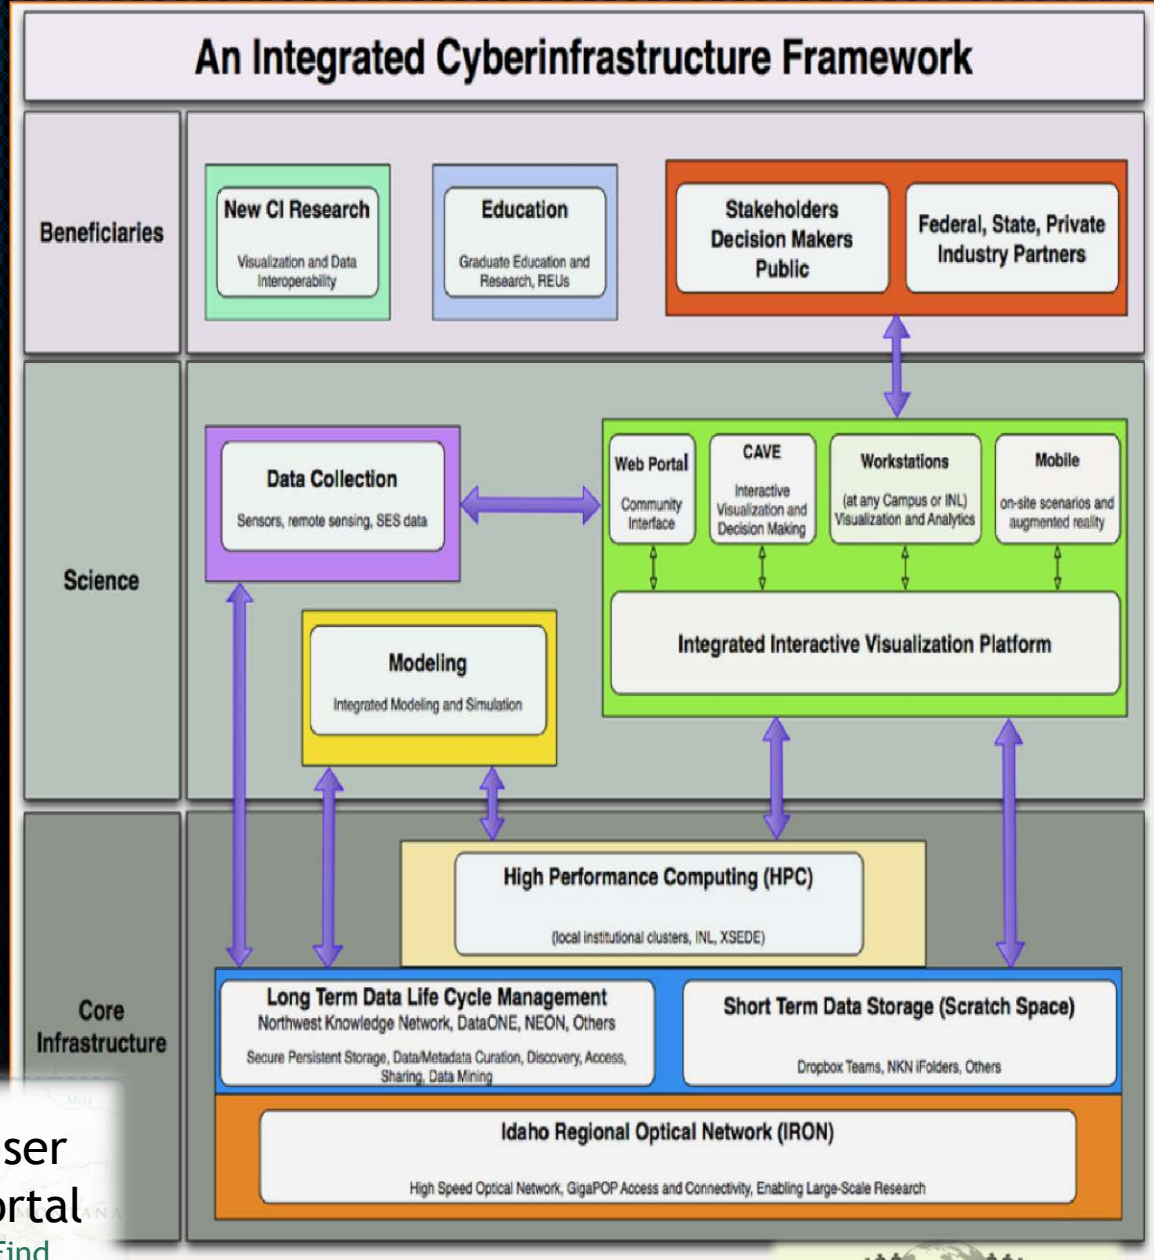 An Integrated Cyberinfrastructure Framework
Beneficiaries
New CI Research
Visualization and Data
Interoperability
Education
Graduate Education and
Research, REUs
Stakeholders
Decision Makers
Public
Federal, State, Private
Industry Partners
Science
Data Collection
Sensors, remote sensing, SES data
Web Portal
Community
Interface
CAVE
Interactive
Visualization and
Decision Making
Workstations
(at any Campus or INL)
Visualization and Analytics
Mobile
on-site scenarios and
augmented reality
Integrated Interactive Visualization Platform
Modeling
Integrated Modeling and Simulation
Core
Infrastructure
High Performance Computing (HPC)
(local institutional clusters, INL, XSEDE)
Long Term Data Life Cycle Management
Northwest Knowledge Network, DataONE, NEON, Others
Secure Persistent Storage, Data/Metadata Curation, Discovery, Access,
Sharing, Data Mining
Short Term Data Storage (Scratch Space)
Dropbox Teams, NKN iFolders, Others
Idaho Regional Optical Network (IRON)
High Speed Optical Network, GigaPOP Access and Connectivity, Enabling Large-Scale Research
ser
ortal
Find